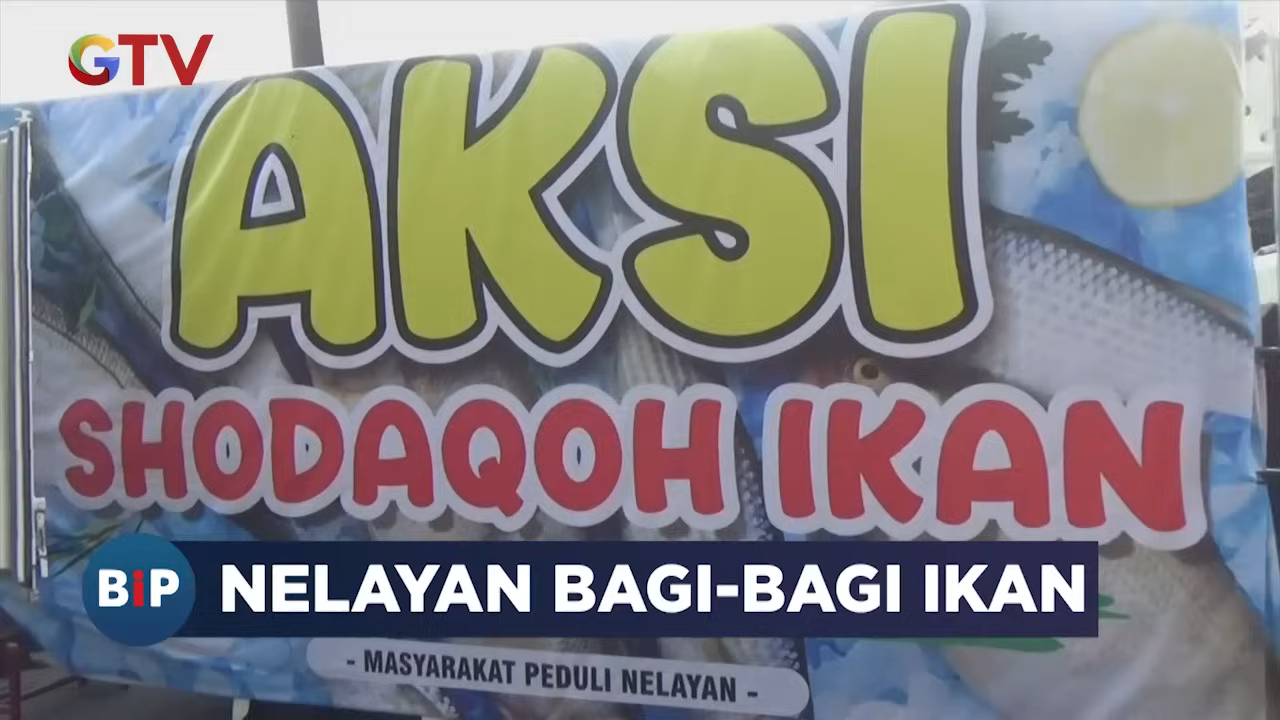 GTV
AKSI
SHODAQOH IKAN
BiP NELAYAN BAGI-BAGI IKAN
- MASYARAKAT PEDULI NELAYAN -